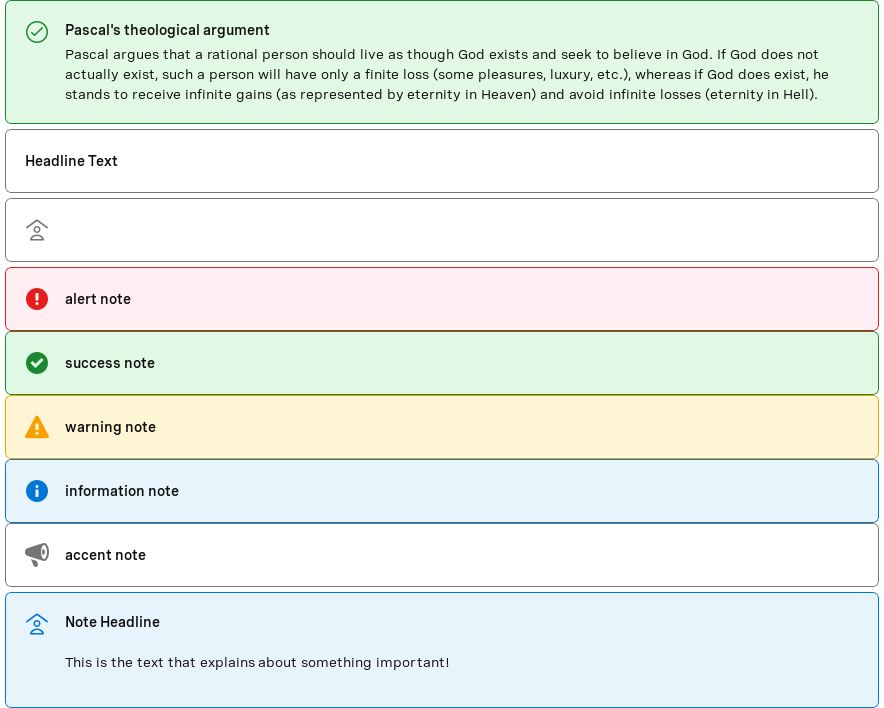 Pascal's theological argument
Pascal argues that a rational person should live as though God exists and seek to believe in God. If God does not
actually exist, such a person will have only a finite loss (some pleasures, luxury, etc.), whereas if God does exist, he
stands to receive infinite gains (as represented by eternity in Heaven) and avoid infinite losses (eternity in Hell).
Headline Text
alert note
success note
warning note
information note
accent note
Note Headline
This is the text that explains about something important!